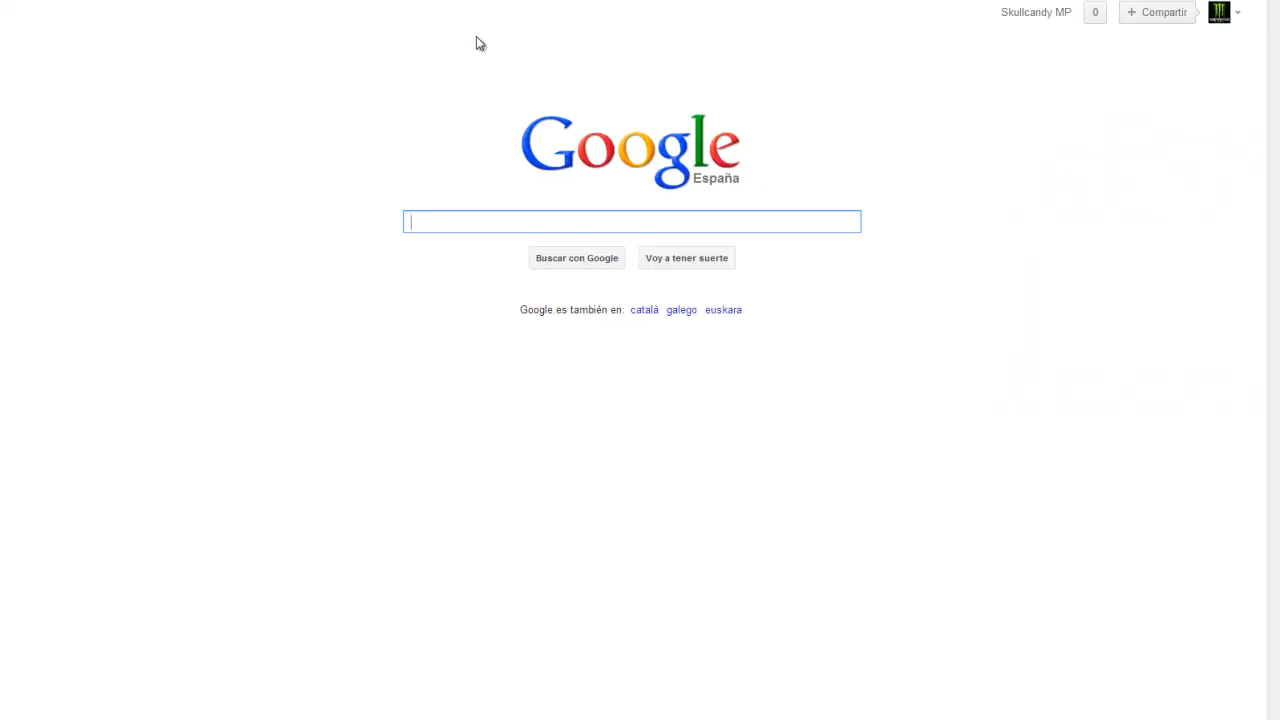 Skullcandy MP 0 + Compartir
Google
España
Buscar con Google Voy a tener suerte
Google.es también en: català galego euskara